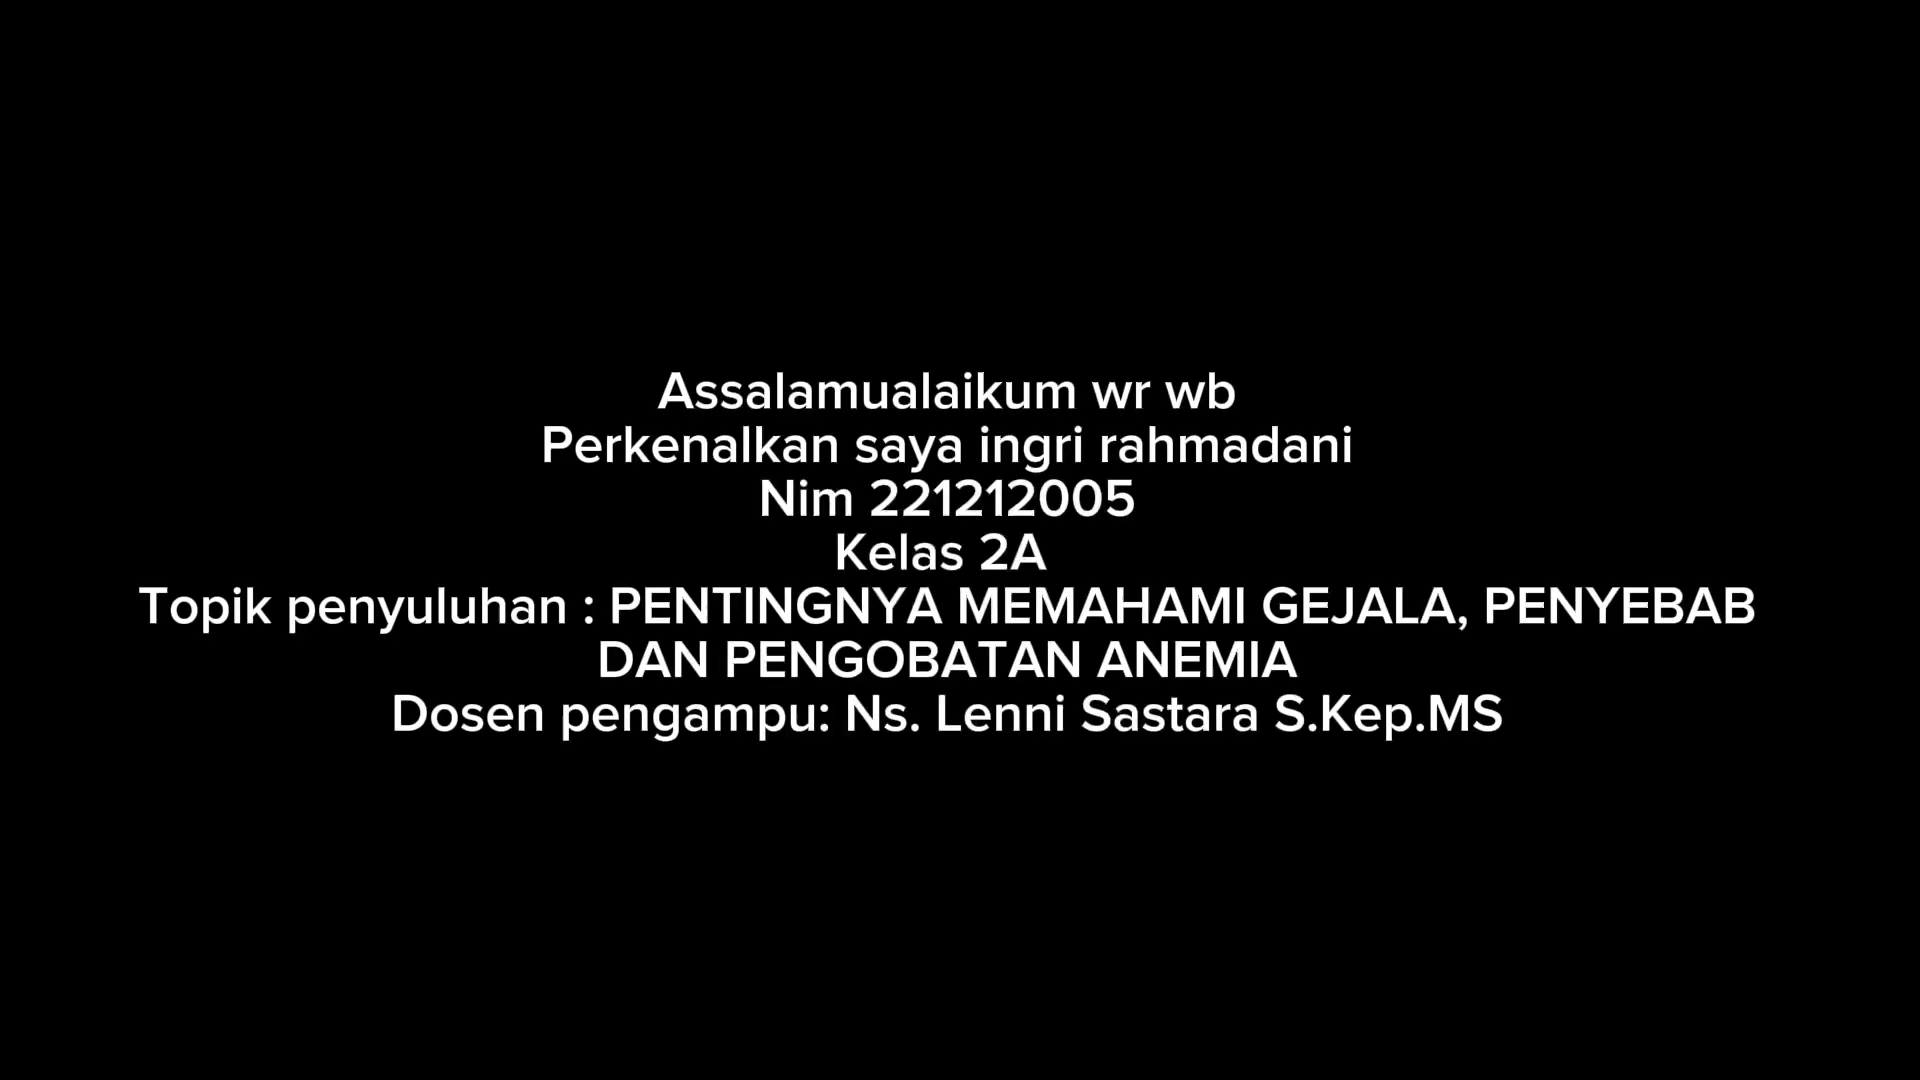 Assalamualaikum wr wb
Perkenalkan saya ingri rahmadani
Nim 221212005
Kelas 2A
Topik penyuluhan : PENTINGNYA MEMAHAMI GEJALA, PENYEBAB
DAN PENGOBATAN ANEMIA
Dosen pengampu: Ns. Lenni Sastara S.Kep.MS